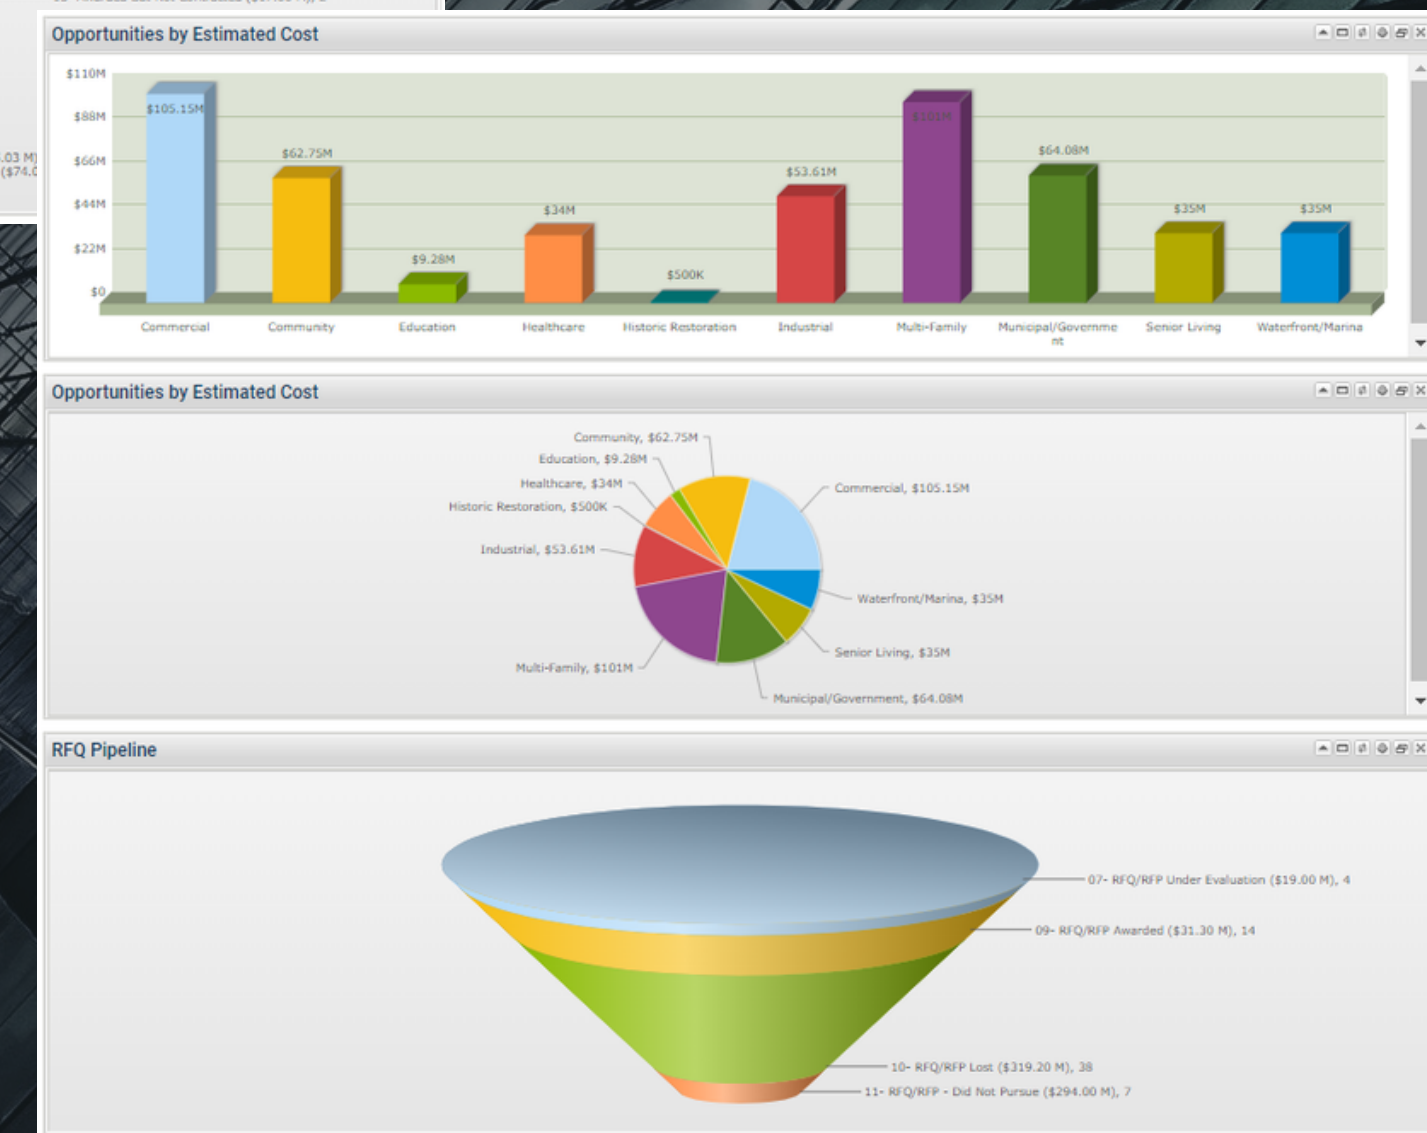 .03 M)
($74.0
Opportunities by Estimated Cost
$110M
$88M
$66M
$44M
$22M
$0
$105.15M
$62.75M
$9.28M
$34M
$500K
$53.61M
$101M
$64.08M
$35M
$35M
Commercial
Community
Education
Healthcare
Historic Restoration
Industrial
Multi-Family
Municipal/Governme
nt
Senior Living
Waterfront/Marina
Opportunities by Estimated Cost
Community, $62.75M
Education, $9.28M
Healthcare, $34M
Historic Restoration, $500K
Industrial, $53.61M
Multi-Family, $101M
Commercial, $105.15M
Waterfront/Marina, $35M
Senior Living, $35M
Municipal/Government, $64.08M
RFQ Pipeline
07- RFQ/RFP Under Evaluation ($19.00 M), 4
09- RFQ/RFP Awarded ($31.30 M), 14
10- RFQ/RFP Lost ($319.20 M), 38
11- RFQ/RFP - Did Not Pursue ($294.00 M), 7